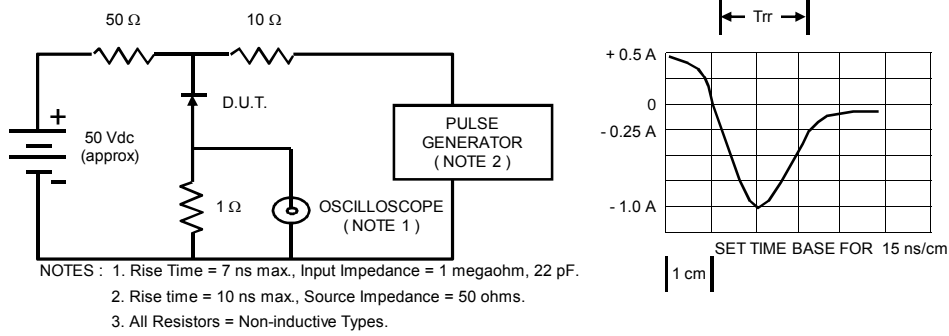 50 Ω
10 Ω
Trr
+ 0.5 A
D.U.T.
0
+
50 Vdc
(approx)
-
PULSE
GENERATOR
( NOTE 2 )
- 0.25 A
1 Ω
OSCILLOSCOPE
( NOTE 1 )
- 1.0 A
SET TIME BASE FOR 15 ns/cm
1 cm
NOTES : 1. Rise Time = 7 ns max., Input Impedance = 1 megaohm, 22 pF.
2. Rise time = 10 ns max., Source Impedance = 50 ohms.
3. All Resistors = Non-inductive Types.